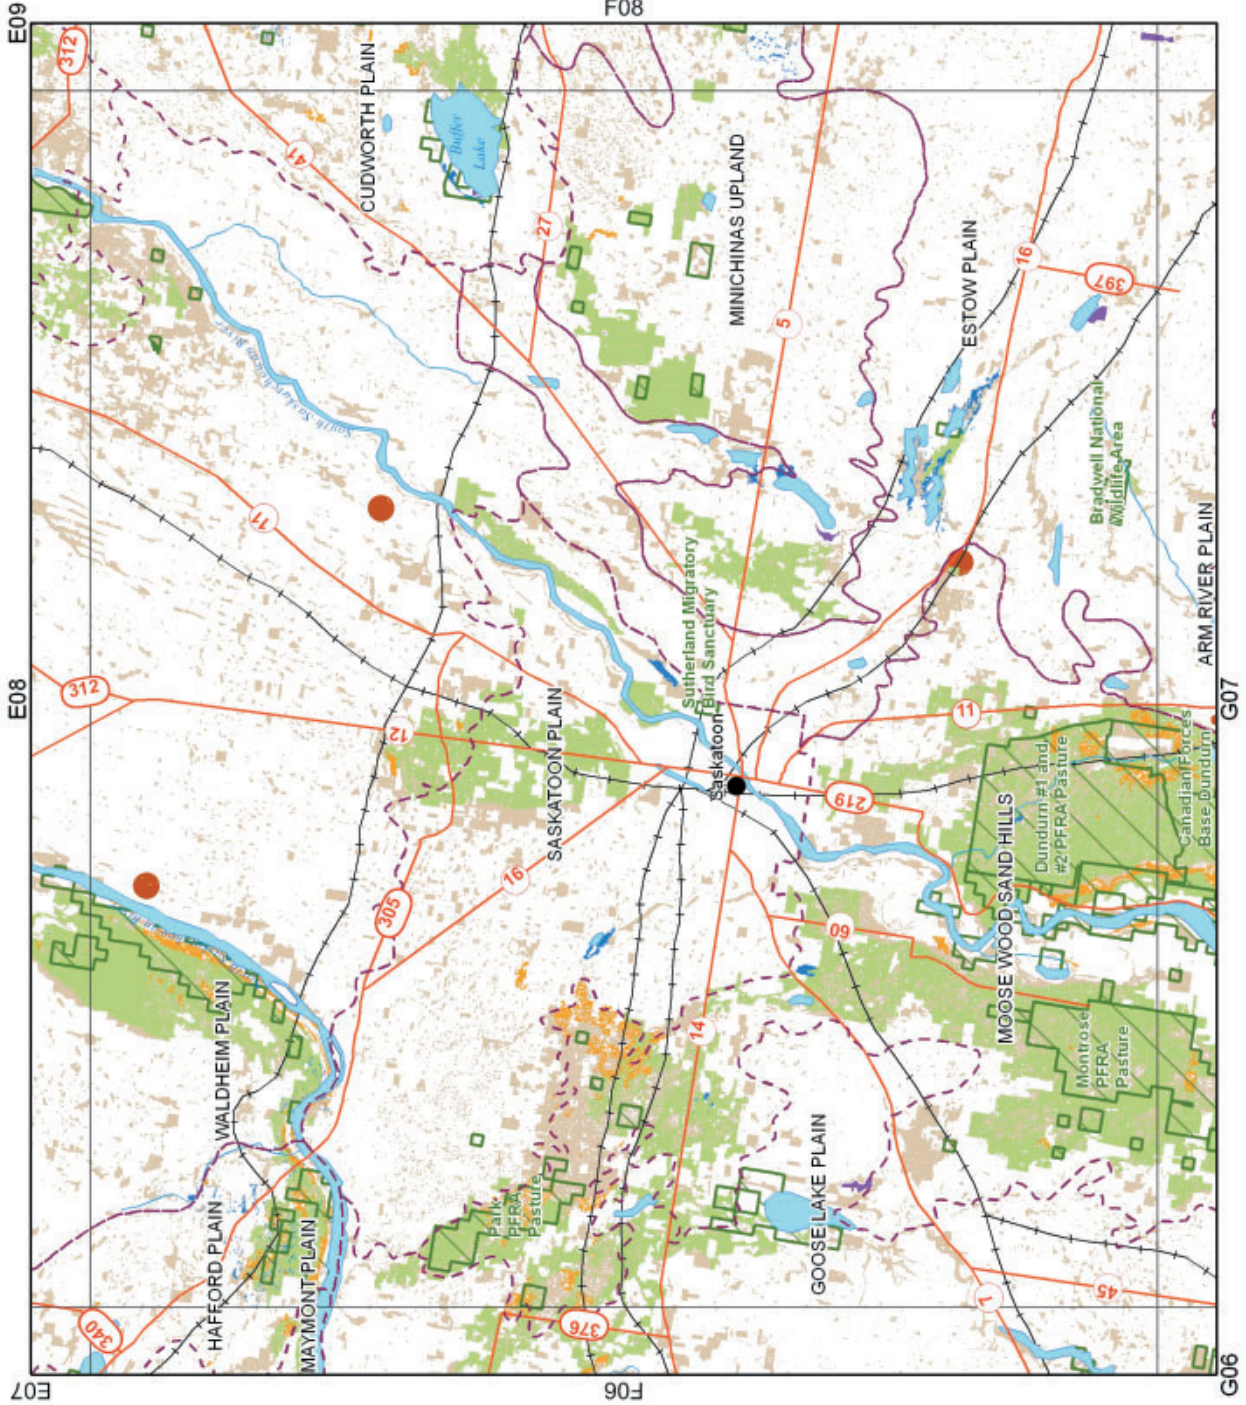 E09
F08
312
41
CUDWORTH PLAIN
Buffer
Lake
27
MINICHINAS UPLAND
5
ESTOW PLAIN
16
397
South Saskatchewan River
11
Bradwell National
Wildlife Area
E08
312
12
SASKATOON PLAIN
Sutherland Migratory
Bird Sanctuary
Saskatoon
11
ARM RIVER PLAIN
G07
219
Dundurn #1 and
#2 PFRA Pasture
Canadian Forces
Base Dundurn
305
16
60
MOOSE WOOD SAND HILLS
WALDHEIM PLAIN
14
Montrose
PFRA
Pasture
HAFFORD PLAIN
MAYMONT PLAIN
Park
PFRA
Pasture
GOOSE LAKE PLAIN
340
376
7
45
E07
F06
G06